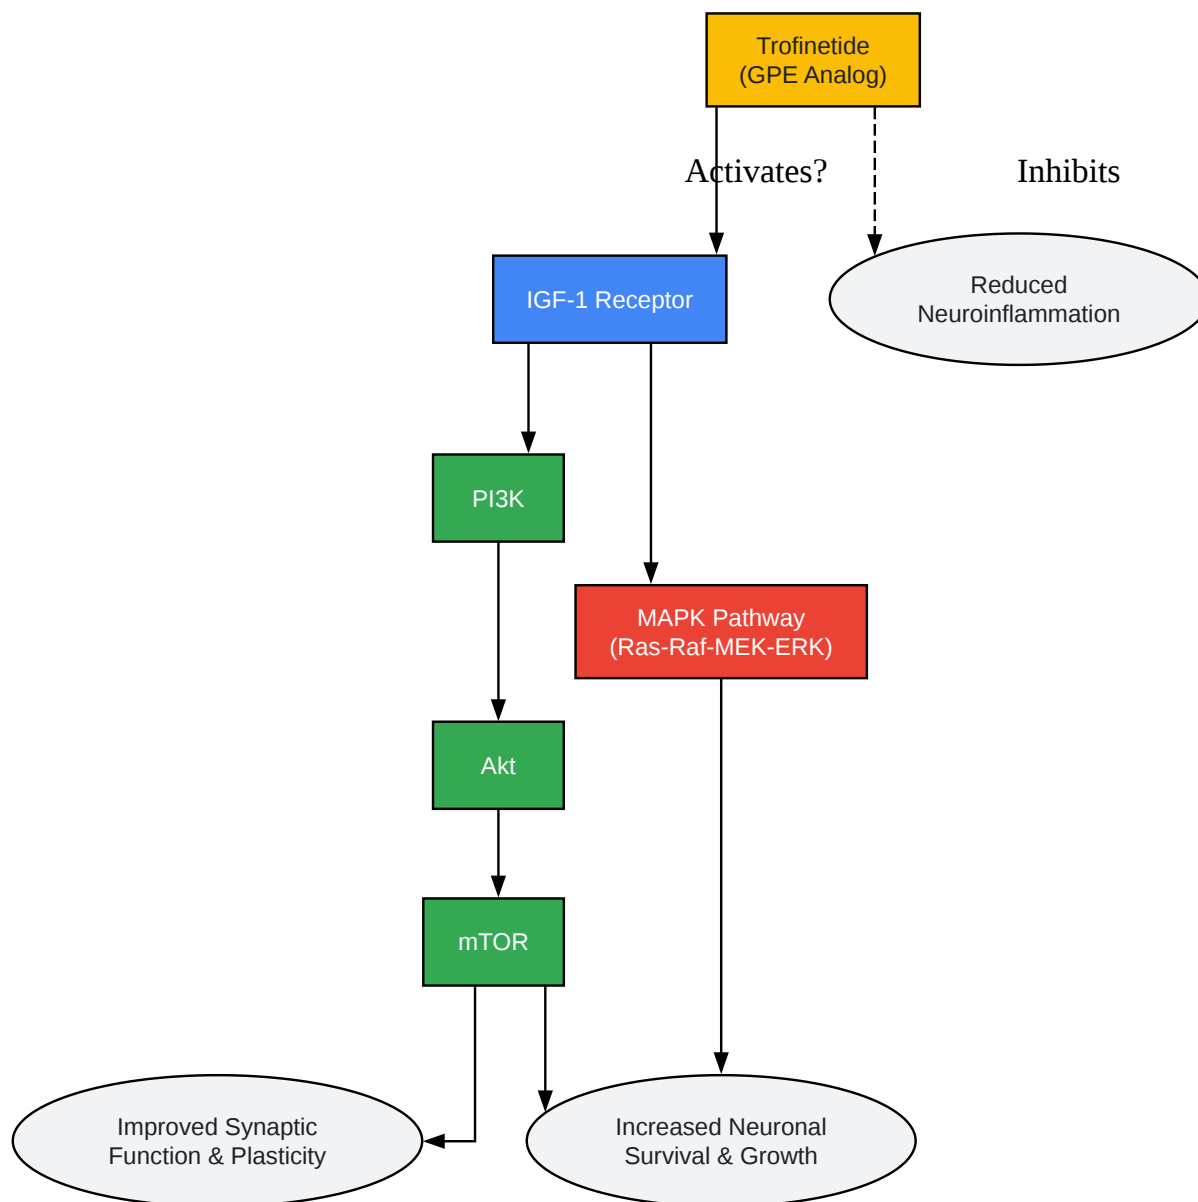 Trofinetide
(GPE Analog)
Activates?
Inhibits
IGF-1 Receptor
Reduced
Neuroinflammation
PI3K
MAPK Pathway
(Ras-Raf-MEK-ERK)
Akt
mTOR
Improved Synaptic
Function & Plasticity
Increased Neuronal
Survival & Growth